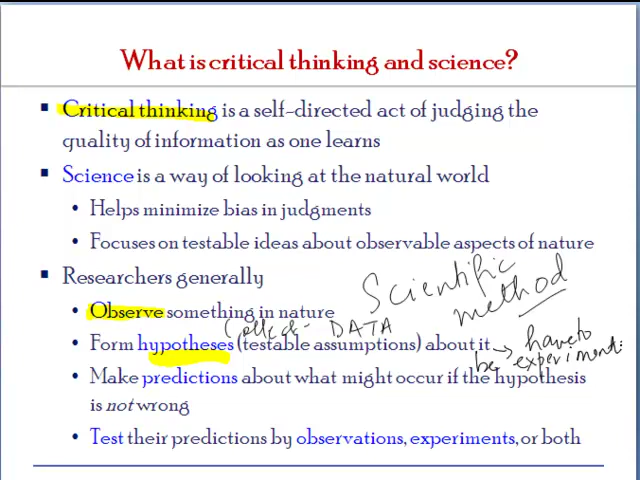 What is critical thinking and science?
▪ Critical thinking is a self-directed act of judging the
quality of information as one learns
▪ Science is a way of looking at the natural world
• Helps minimize bias in judgments
• Focuses on testable ideas about observable aspects of nature
▪ Researchers generally
Scientific
method
• Observe something in nature
DATA
• Form hypotheses (testable assumptions) about it
→ have to
be experiment
• Make predictions about what might occur if the hypothesis
is not wrong
• Test their predictions by observations, experiments, or both